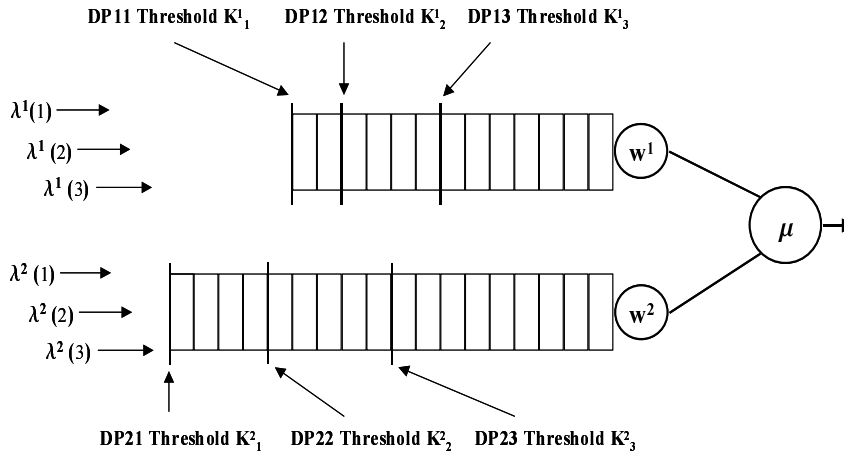 DP11 Threshold K¹₁ DP12 Threshold K¹₂ DP13 Threshold K¹₃
λ¹(1)
λ¹ (2)
λ¹ (3)
w¹
μ
λ² (1)
λ² (2)
λ² (3)
w²
DP21 Threshold K²₁ DP22 Threshold K²₂ DP23 Threshold K²₃